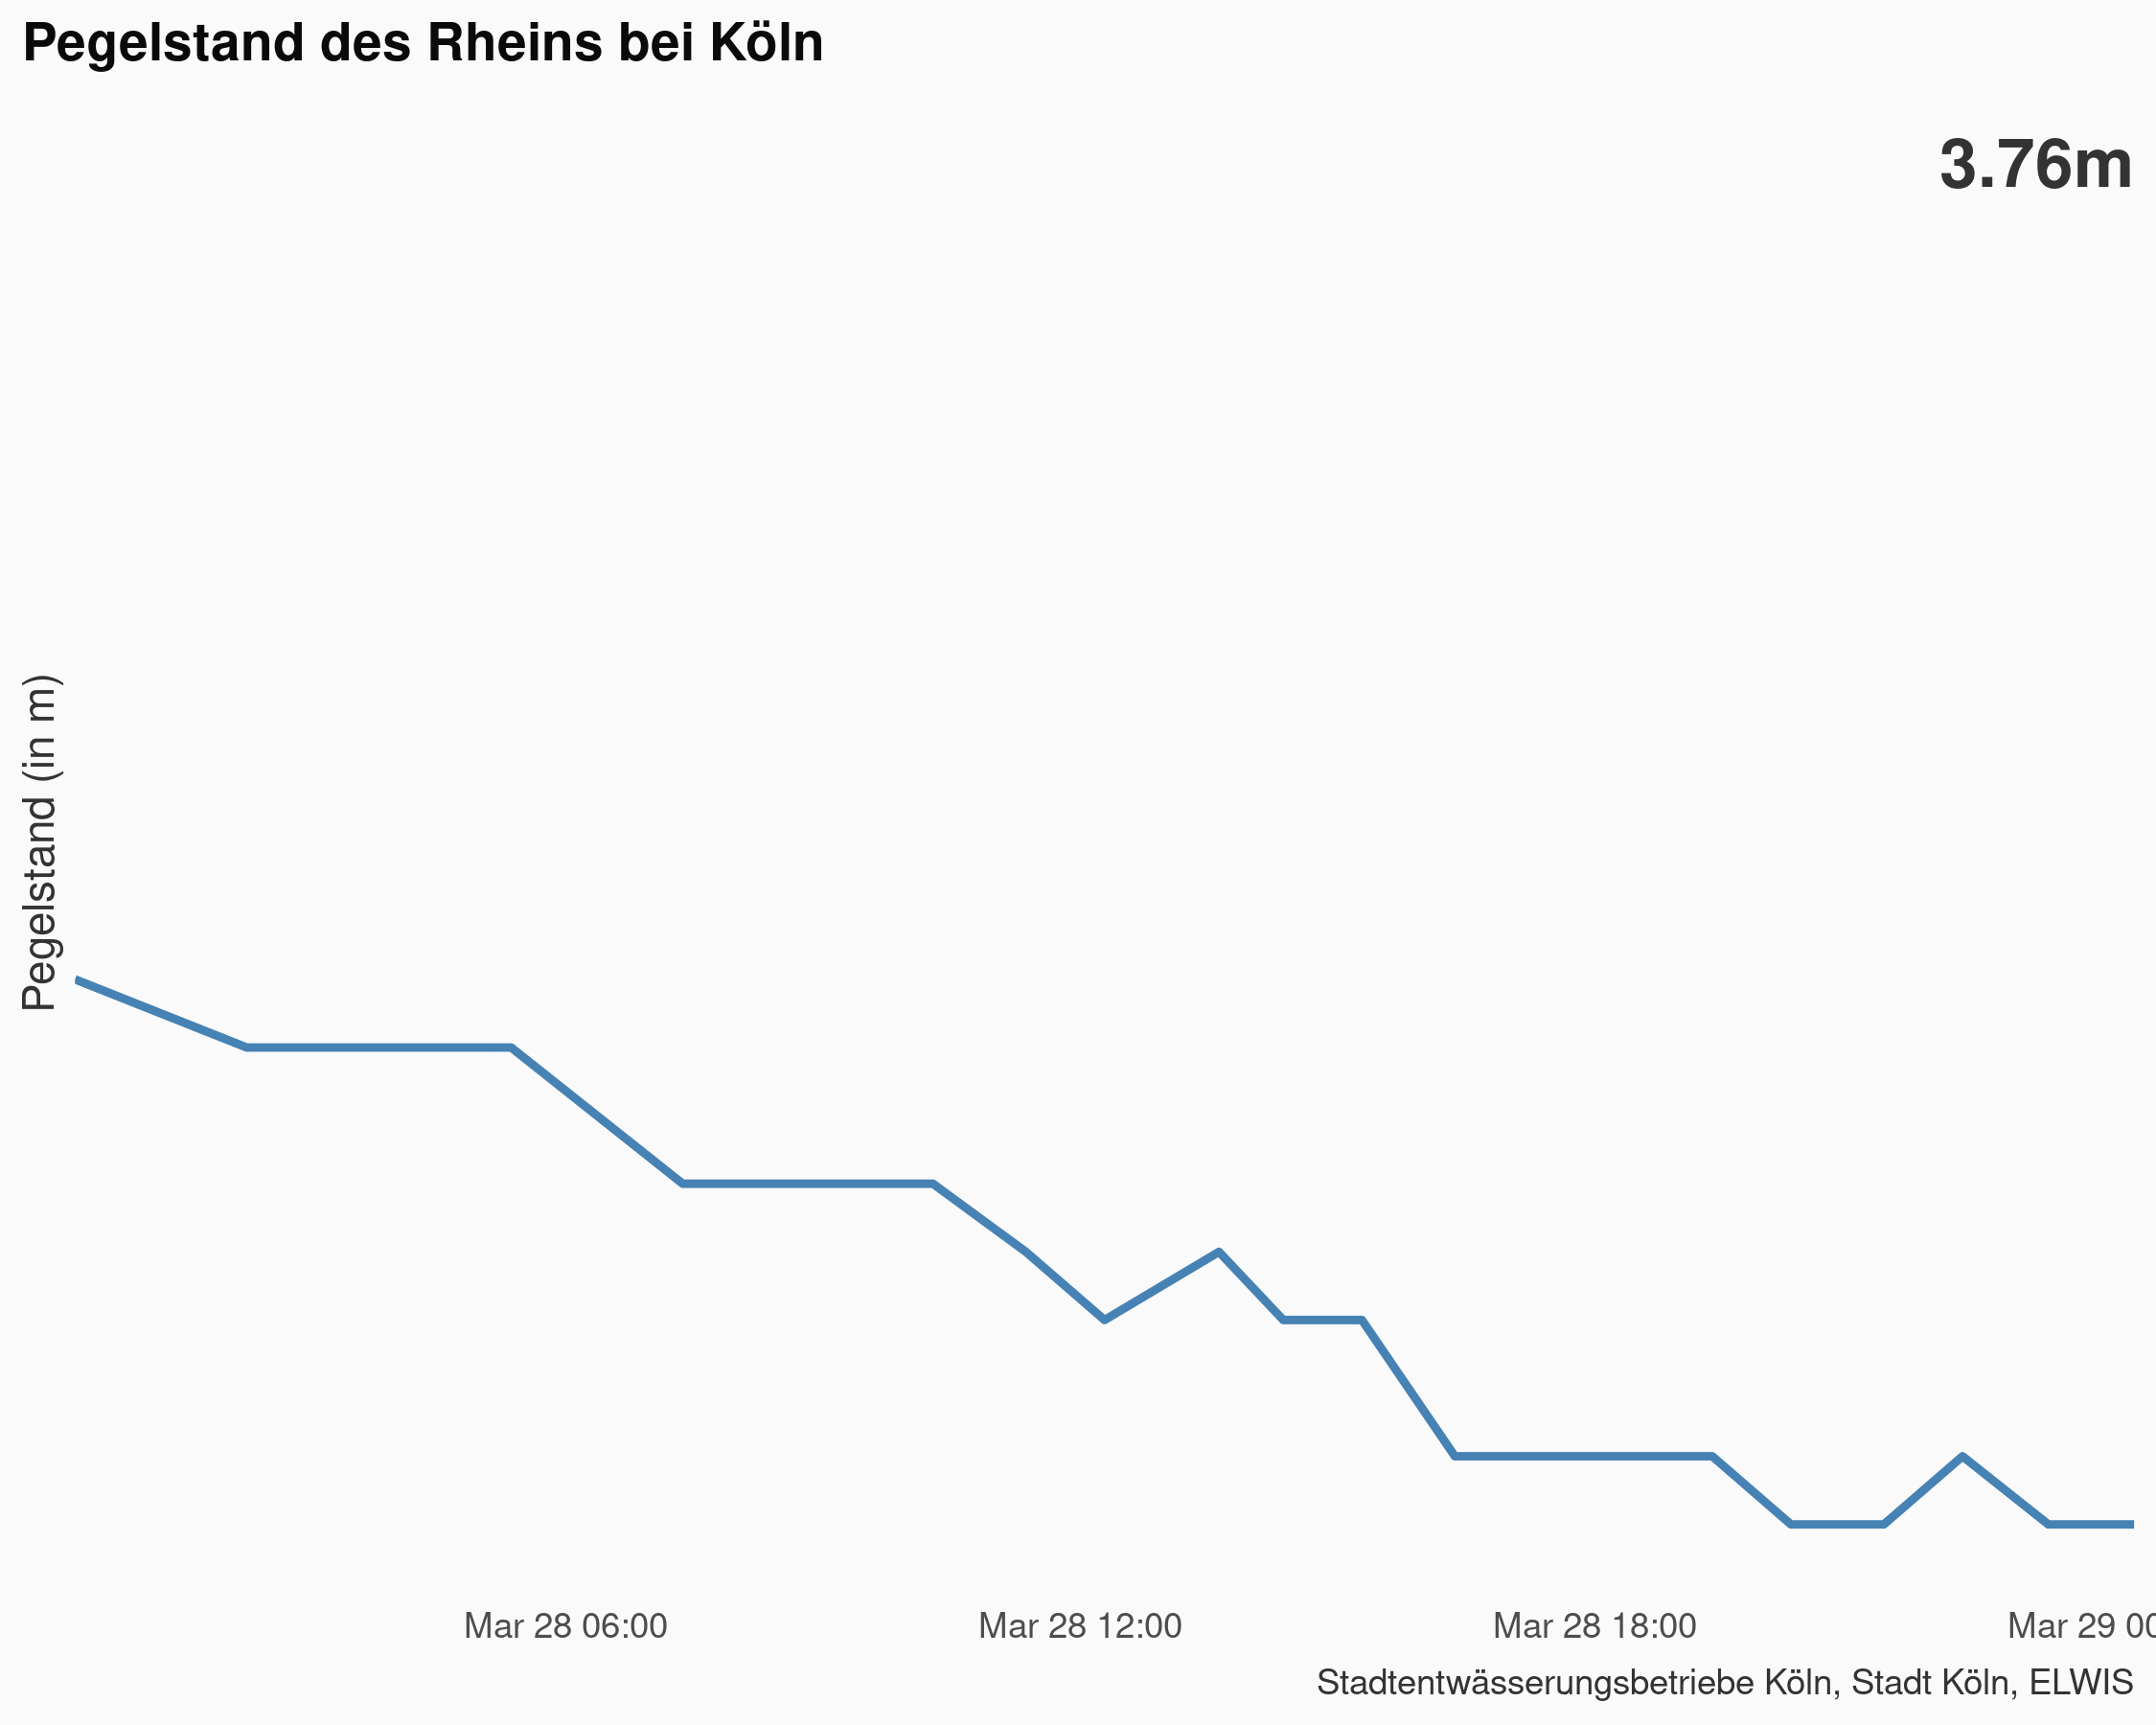 Pegelstand des Rheins bei Köln
3.76m
Pegelstand (in m)
Mar 28 06:00
Mar 28 12:00
Mar 28 18:00
Mar 29 00
Stadtentwässerungsbetriebe Köln, Stadt Köln, ELWIS